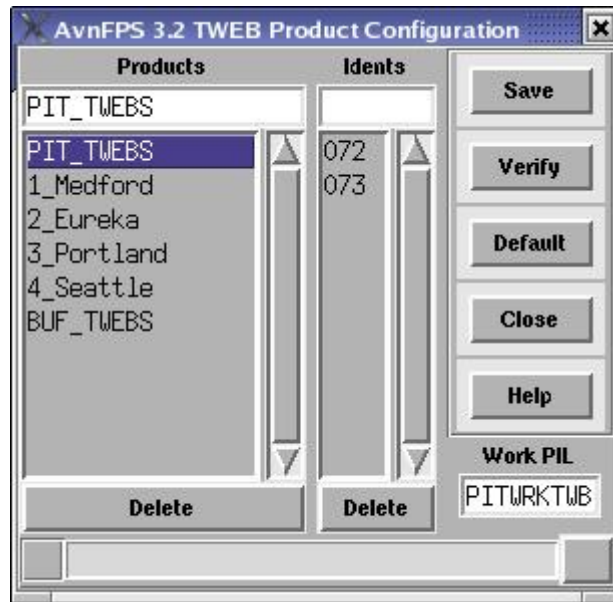 AvnFPS 3.2 TWEB Product Configuration
Products
Idents
PIT_TWEBS
PIT_TWEBS
1_Medford
2_Eureka
3_Portland
4_Seattle
BUF_TWEBS
072
073
Delete
Delete
Save
Verify
Default
Close
Help
Work PIL
PITWRKTWB